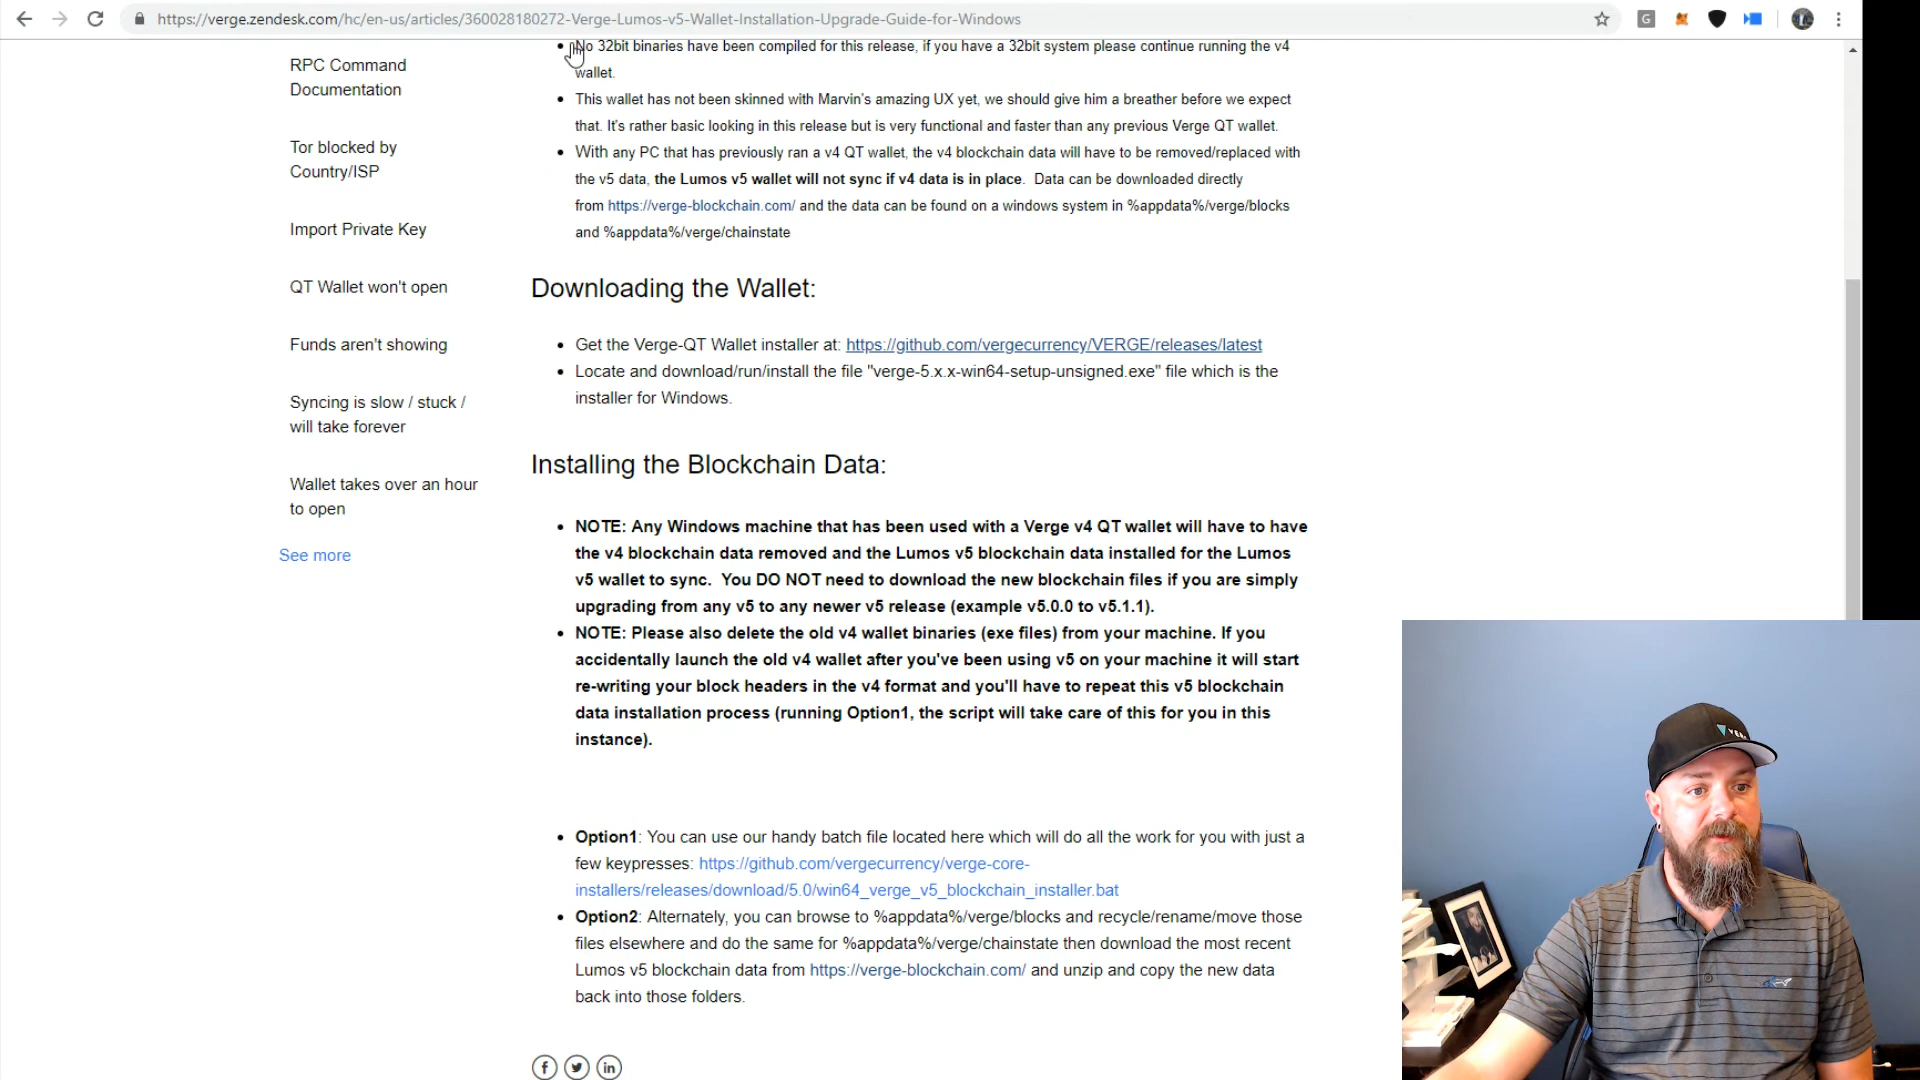 https://verge.zendesk.com/hc/en-us/articles/360028180272-Verge-Lumos-v5-Wallet-Installation-Upgrade-Guide-for-Windows
RPC Command
Documentation
Tor blocked by
Country/ISP
Import Private Key
QT Wallet won't open
Funds aren't showing
Syncing is slow / stuck /
will take forever
Wallet takes over an hour
to open
See more
No 32bit binaries have been compiled for this release, if you have a 32bit system please continue running the v4
wallet.
This wallet has not been skinned with Marvin's amazing UX yet, we should give him a breather before we expect
that. It's rather basic looking in this release but is very functional and faster than any previous Verge QT wallet.
With any PC that has previously ran a v4 QT wallet, the v4 blockchain data will have to be removed/replaced with
the v5 data, the Lumos v5 wallet will not sync if v4 data is in place. Data can be downloaded directly
from https://verge-blockchain.com/ and the data can be found on a windows system in %appdata%/verge/blocks
and %appdata%/verge/chainstate
Downloading the Wallet:
Get the Verge-QT Wallet installer at: https://github.com/vergecurrency/VERGE/releases/latest
Locate and download/run/install the file "verge-5.x.x-win64-setup-unsigned.exe" file which is the
installer for Windows.
Installing the Blockchain Data:
NOTE: Any Windows machine that has been used with a Verge v4 QT wallet will have to have
the v4 blockchain data removed and the Lumos v5 blockchain data installed for the Lumos
v5 wallet to sync. You DO NOT need to download the new blockchain files if you are simply
upgrading from any v5 to any newer v5 release (example v5.0.0 to v5.1.1).
NOTE: Please also delete the old v4 wallet binaries (exe files) from your machine. If you
accidentally launch the old v4 wallet after you've been using v5 on your machine it will start
re-writing your block headers in the v4 format and you'll have to repeat this v5 blockchain
data installation process (running Option1, the script will take care of this for you in this
instance).
Option1: You can use our handy batch file located here which will do all the work for you with just a
few keypresses: https://github.com/vergecurrency/verge-core-
installers/releases/download/5.0/win64_verge_v5_blockchain_installer.bat
Option2: Alternately, you can browse to %appdata%/verge/blocks and recycle/rename/move those
files elsewhere and do the same for %appdata%/verge/chainstate then download the most recent
Lumos v5 blockchain data from https://verge-blockchain.com/ and unzip and copy the new data
back into those folders.